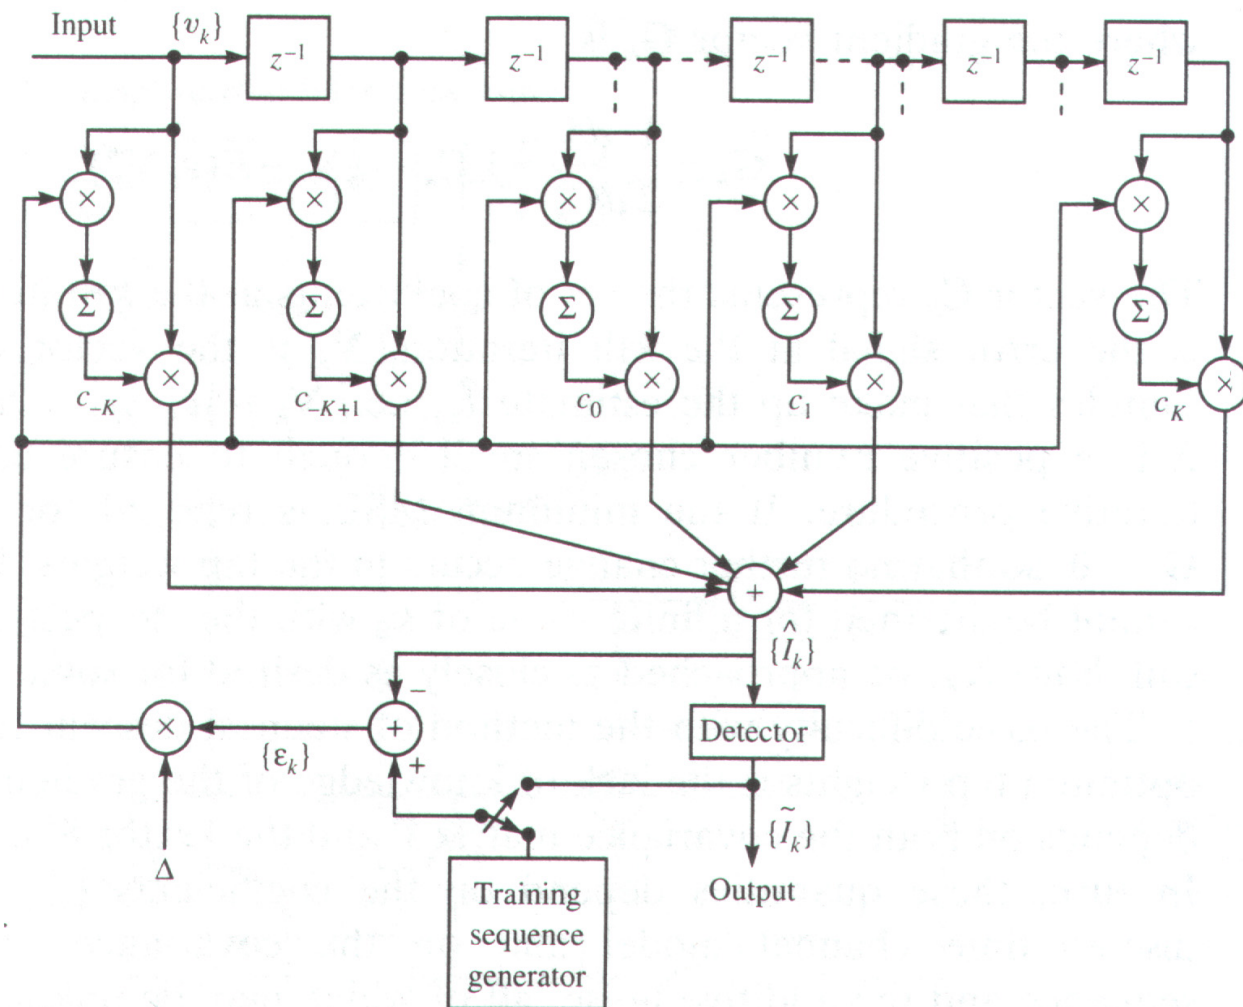 Input {v_k}
z⁻¹ z⁻¹ z⁻¹ z⁻¹ z⁻¹
× × × × ×
Σ Σ Σ Σ Σ
× × × × ×
c_{-K} c_{-K+1} c_0 c_1 c_K
+
{Î_k}
−
× + Detector
{ε_k} +
{Ĩ_k}
Δ Output
Training
sequence
generator